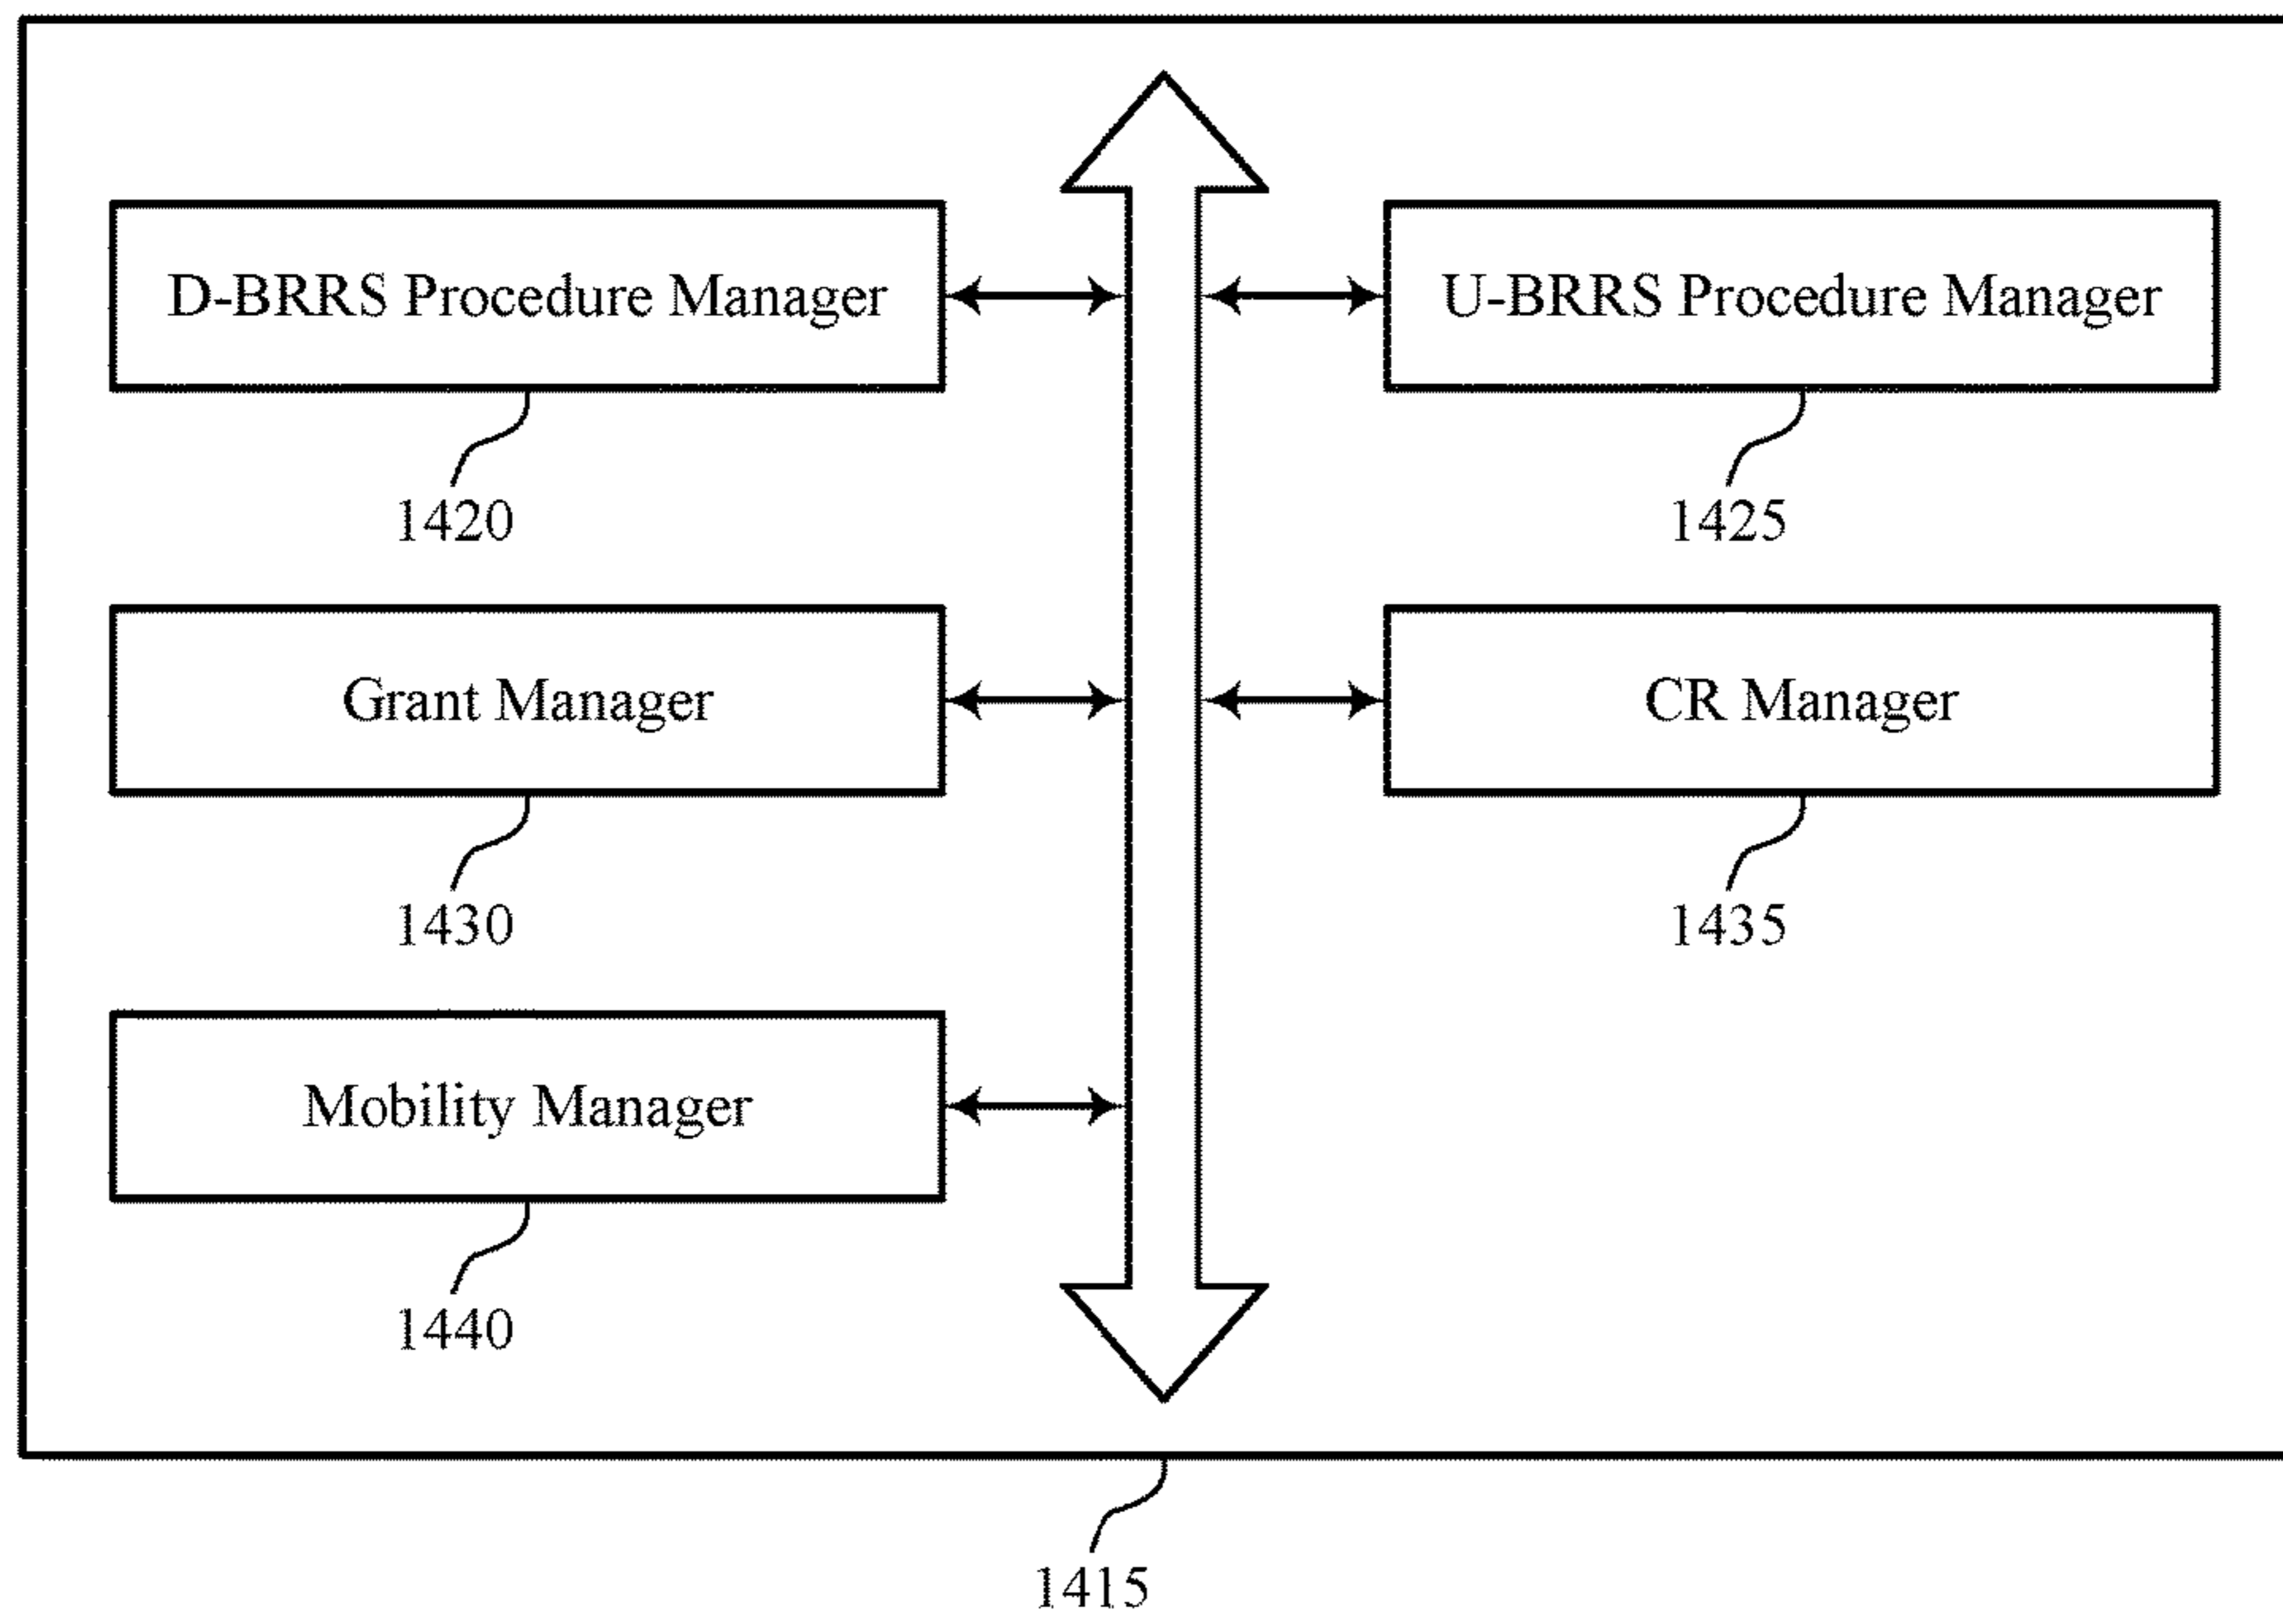 D-BRRS Procedure Manager
U-BRRS Procedure Manager
1420
1425
Grant Manager
CR Manager
1430
1435
Mobility Manager
1440
1415